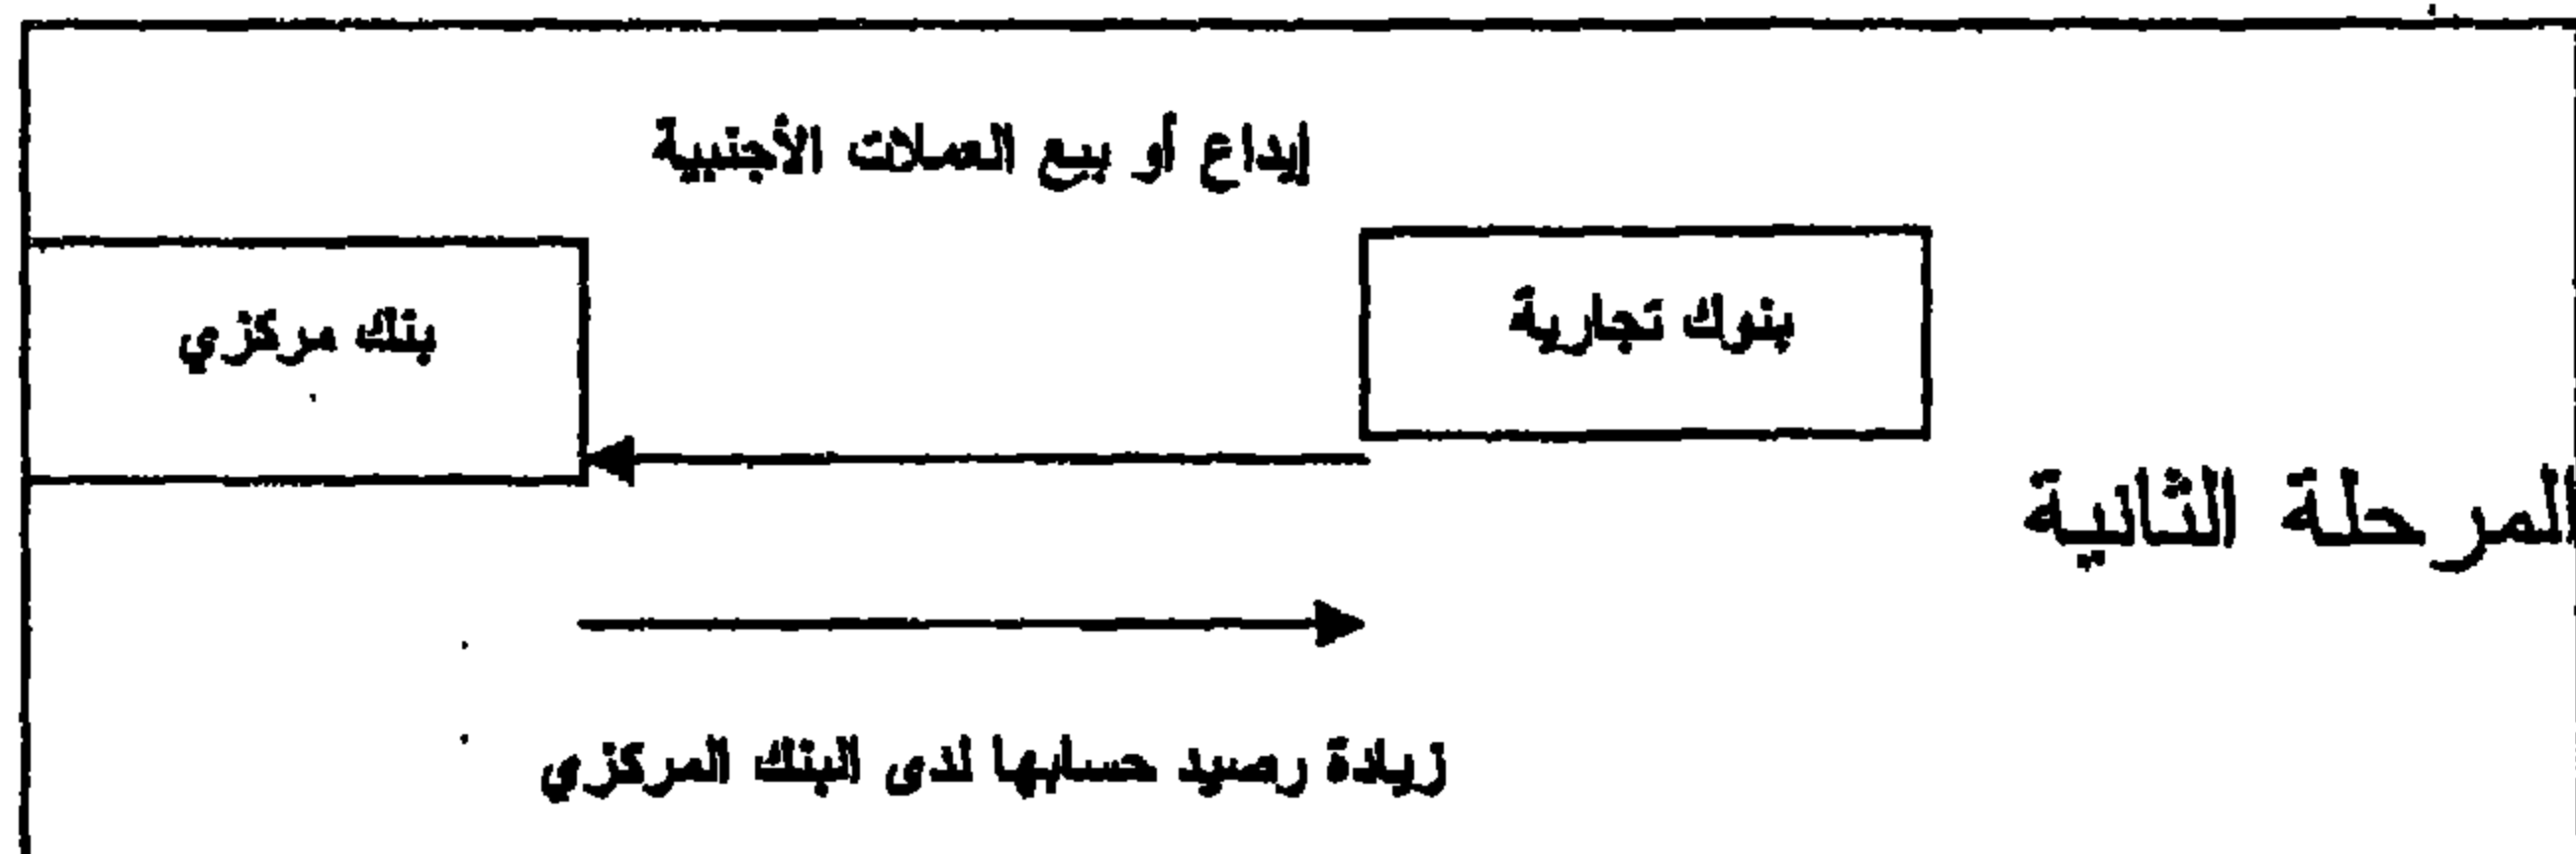 إيداع أو بيع العملات الأجنبية
بنوك تجارية
بنك مركزي
المرحلة الثانية
زيادة رصيد حسابها لدى البنك المركزي